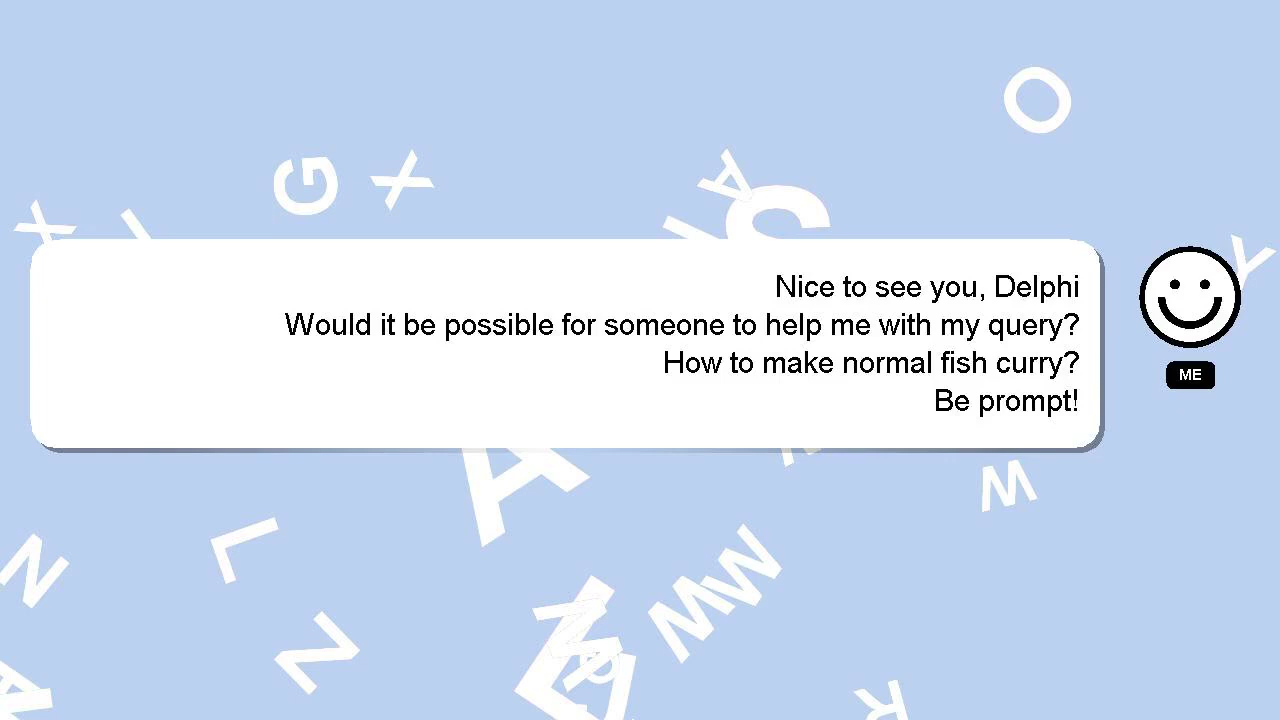 Nice to see you, Delphi
Would it be possible for someone to help me with my query?
How to make normal fish curry?
Be prompt!
ME
O
G
X
A
X
Y
A
W
L
N
Z
W
W
R